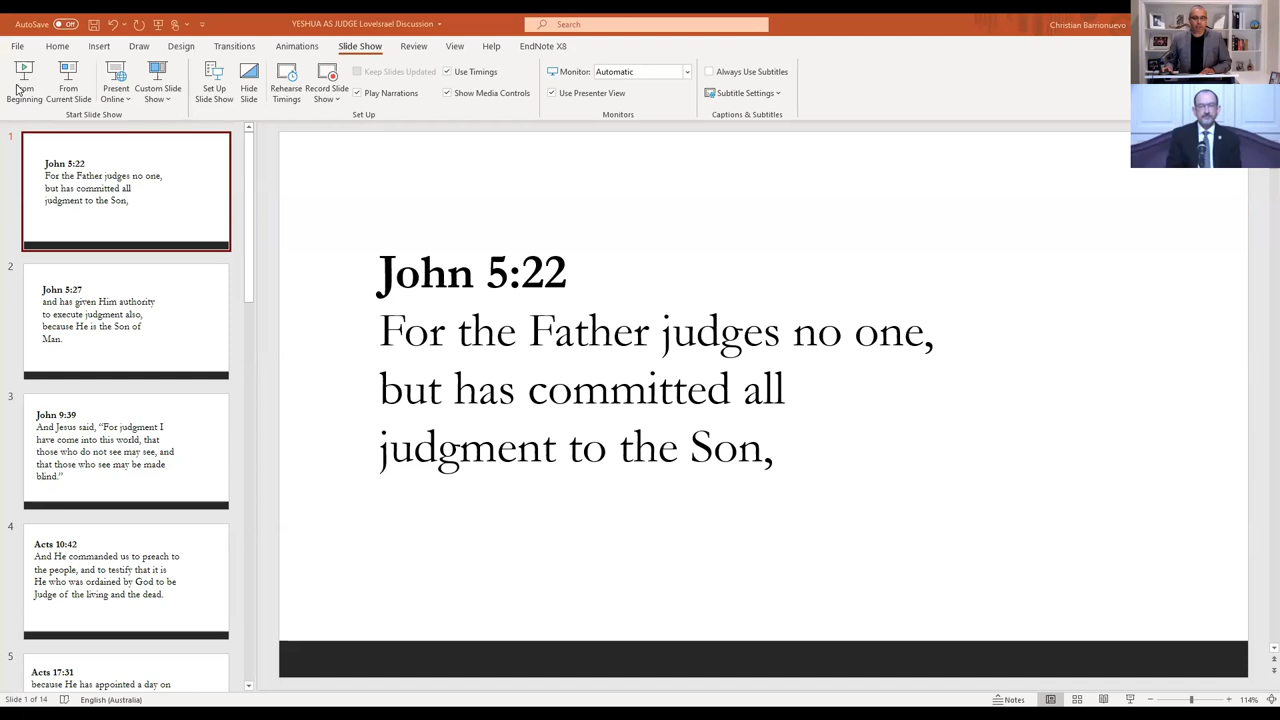 AutoSave Off
YESHUA AS JUDGE LoveIsrael Discussion
Search
Christian Barrionuevo
File Home Insert Draw Design Transitions Animations Slide Show Review View Help EndNote X8
From Beginning
From Current Slide
Present Online
Custom Slide Show
Start Slide Show
Set Up Slide Show
Hide Slide
Rehearse Timings
Record Slide Show
Keep Slides Updated
Play Narrations
Use Timings
Show Media Controls
Set Up
Monitor: Automatic
Use Presenter View
Monitors
Always Use Subtitles
Subtitle Settings
Captions & Subtitles
1
John 5:22
For the Father judges no one,
but has committed all
judgment to the Son,
2
John 5:27
and has given Him authority
to execute judgment also,
because He is the Son of
Man.
3
John 9:39
And Jesus said, “For judgment I
have come into this world, that
those who do not see may see, and
that those who see may be made
blind.”
4
Acts 10:42
And He commanded us to preach to
the people, and to testify that it is
He who was ordained by God to be
Judge of the living and the dead.
5
Acts 17:31
because He has appointed a day on
John 5:22
For the Father judges no one,
but has committed all
judgment to the Son,
Slide 1 of 14 English (Australia) Notes 114%